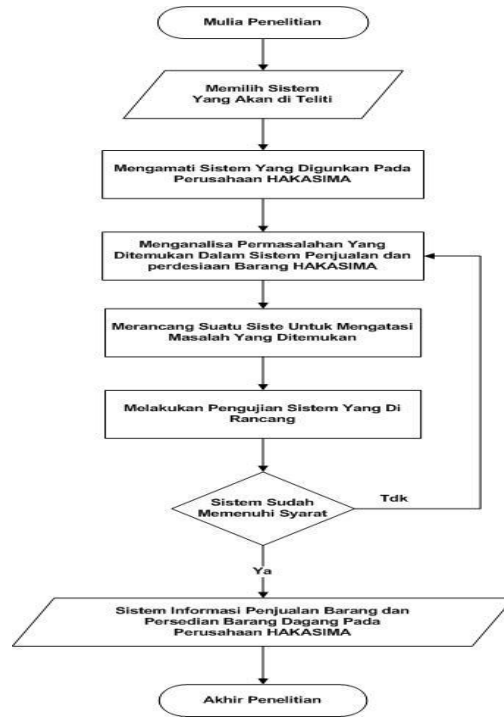 Mulia Penelitian
Memilih Sistem
Yang Akan di Teliti
Mengamati Sistem Yang Digunkan Pada
Perusahaan HAKASIMA
Menganalisa Permasalahan Yang
Ditemukan Dalam Sistem Penjualan dan
perdesiaan Barang HAKASIMA
Merancang Suatu Siste Untuk Mengatasi
Masalah Yang Ditemukan
Melakukan Pengujian Sistem Yang Di
Rancang
Sistem Sudah
Memenuhi Syarat
Tdk
Ya
Sistem Informasi Penjualan Barang dan
Persedian Barang Dagang Pada
Perusahaan HAKASIMA
Akhir Penelitian